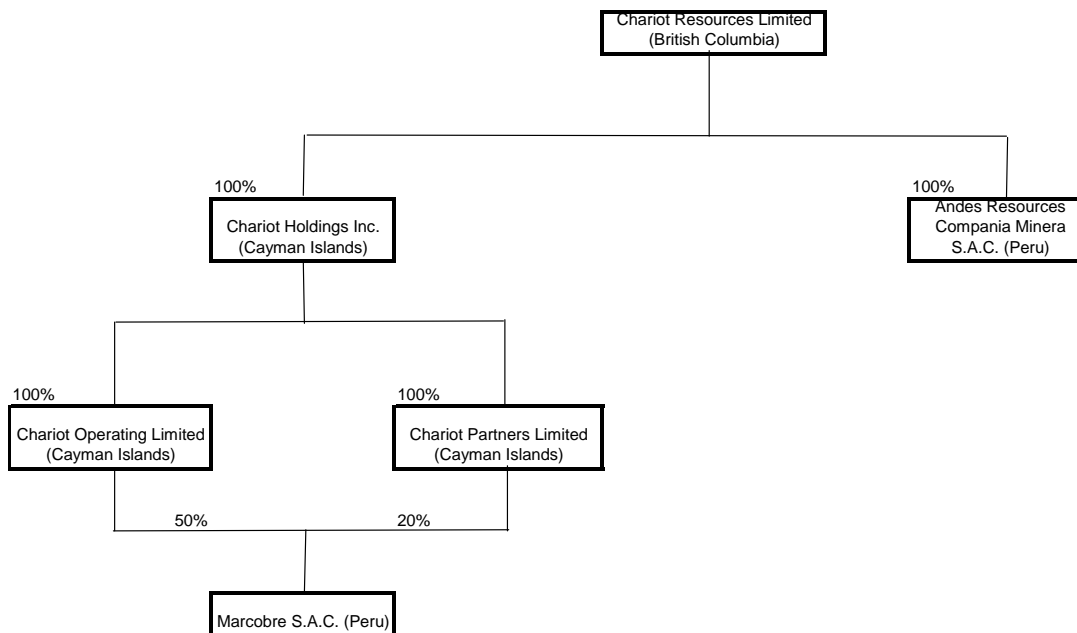 Chariot Resources Limited
(British Columbia)
100%
100%
Chariot Holdings Inc.
(Cayman Islands)
Andes Resources
Compania Minera
S.A.C. (Peru)
100%
100%
Chariot Operating Limited
(Cayman Islands)
Chariot Partners Limited
(Cayman Islands)
50%
20%
Marcobre S.A.C. (Peru)